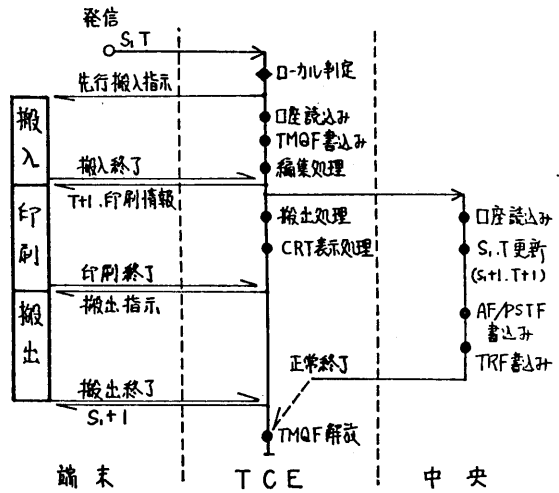 発信
S,T
ローカル判定
先行搬入指示
口座読込み
TMQF書込み
搬入
搬入終了
編集処理
T+1.印刷情報
印刷
搬出処理
口座読込み
CRT表示処理
S,.T更新
(S+1.T+1)
印刷終了
搬出指示
搬出
AF/PSTF
書込み
TRF書込み
正常終了
搬出終了
S,+1
TMQF解放
端末
TCE
中央